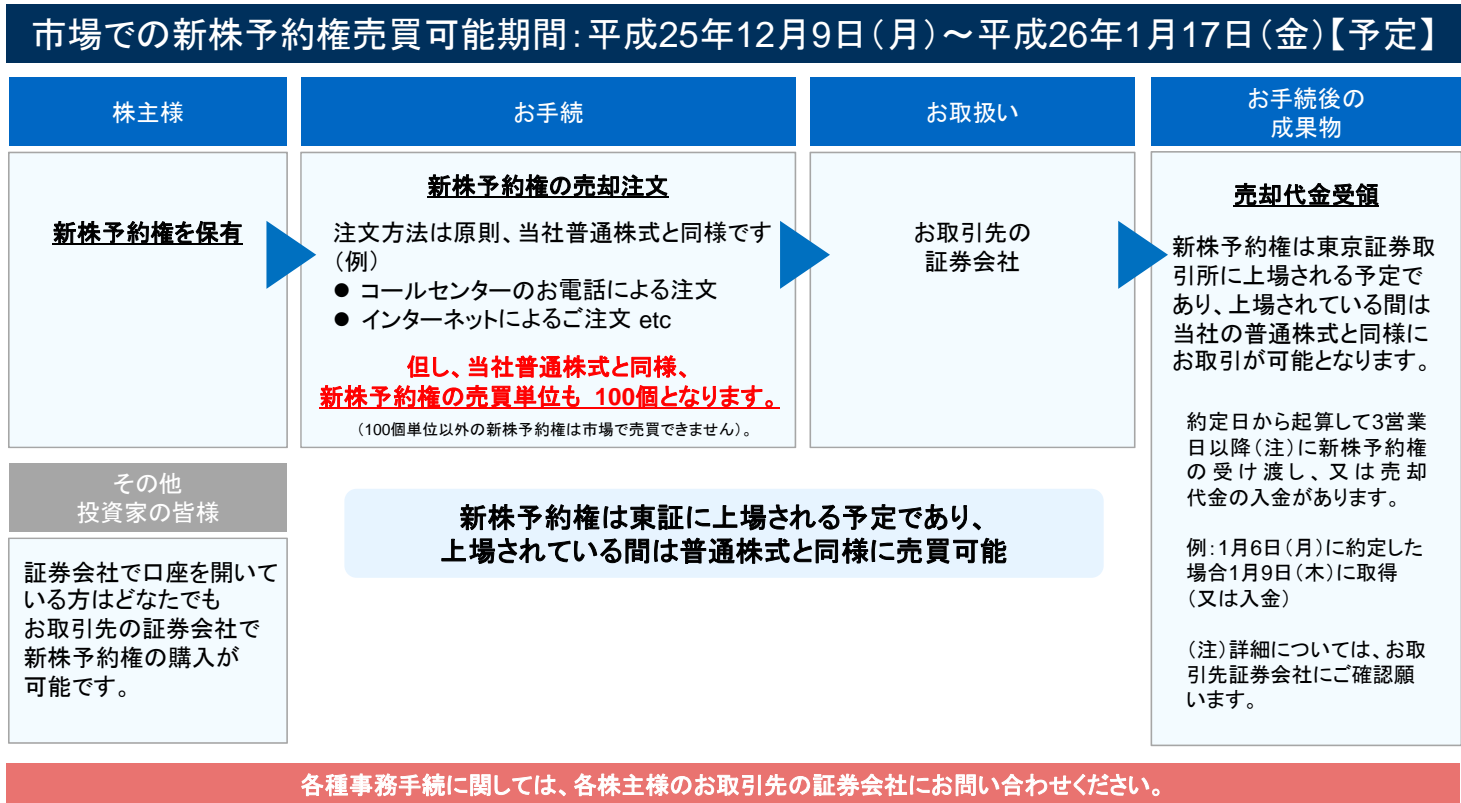 市場での新株予約権売買可能期間：平成25年12月9日（月）～平成26年1月17日（金）【予定】
株主様
お手続
お取扱い
お手続後の
成果物
新株予約権を保有
新株予約権の売却注文
注文方法は原則、当社普通株式と同様です
（例）
● コールセンターのお電話による注文
● インターネットによるご注文 etc
但し、当社普通株式と同様、
新株予約権の売買単位も 100個となります。
（100個単位以外の新株予約権は市場で売買できません）。
お取引先の
証券会社
売却代金受領
新株予約権は東京証券取
引所に上場される予定で
あり、上場されている間は
当社の普通株式と同様に
お取引が可能となります。
約定日から起算して3営業
日以降（注）に新株予約権
の受け渡し、又は売却
代金の入金があります。
例：1月6日（月）に約定した
場合1月9日（木）に取得
（又は入金）
（注）詳細については、お取
引先証券会社にご確認願
います。
その他
投資家の皆様
証券会社で口座を開いて
いる方はどなたでも
お取引先の証券会社で
新株予約権の購入が
可能です。
新株予約権は東証に上場される予定であり、
上場されている間は普通株式と同様に売買可能
各種事務手続に関しては、各株主様のお取引先の証券会社にお問い合わせください。